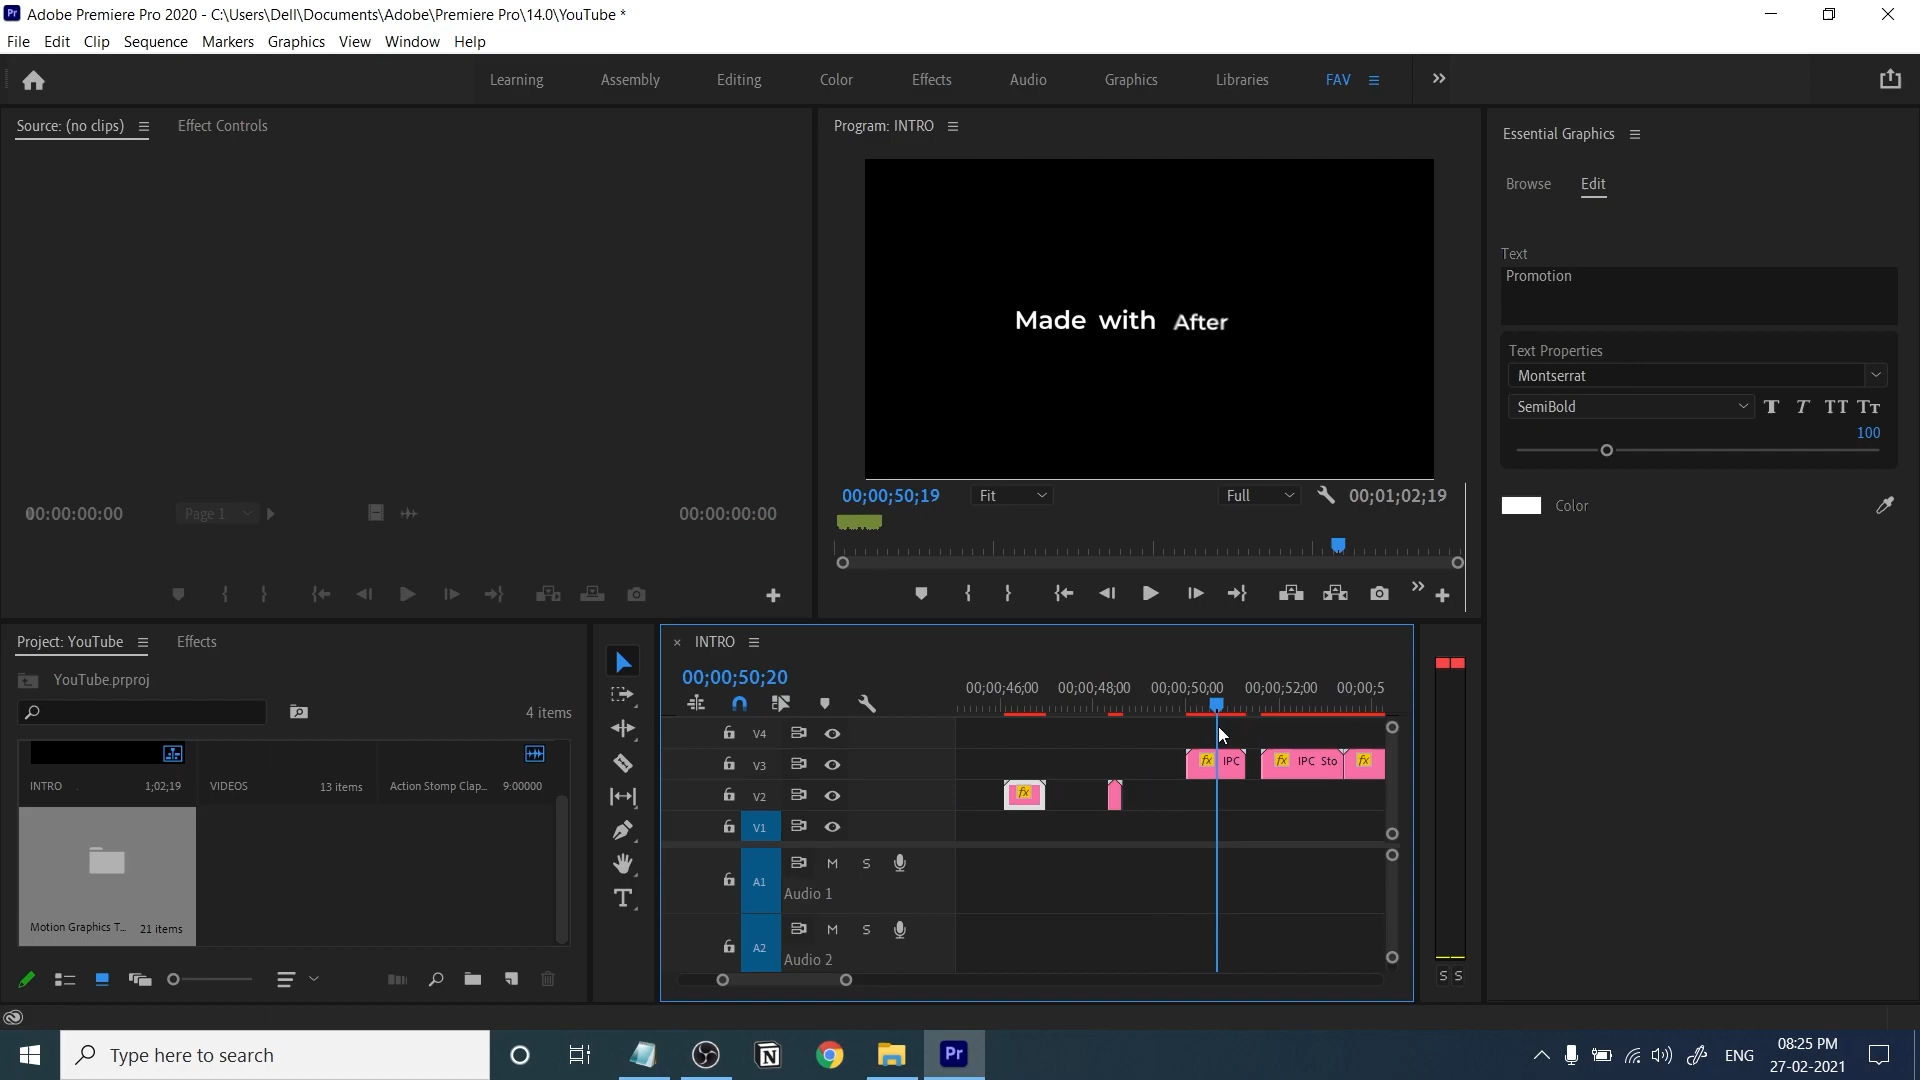 Adobe Premiere Pro 2020 - C:\Users\Dell\Documents\Adobe\Premiere Pro\14.0\YouTube *
File Edit Clip Sequence Markers Graphics View Window Help
Learning Assembly Editing Color Effects Audio Graphics Libraries FAV
Source: (no clips) Effect Controls
Program: INTRO
Essential Graphics
Browse Edit
Text
Promotion
Made with After
Text Properties
Montserrat
SemiBold
100
Color
00:00:00:00 Page 1 00:00:00:00
00;00;50;19 Fit Full 00;01;02;19
Project: YouTube Effects
YouTube.prproj
4 items
INTRO 1;02;19 VIDEOS 13 items Action Stomp Clap... 9:00000
Motion Graphics T... 21 items
INTRO
00;00;50;20
00;00;46;00 00;00;48;00 00;00;50;00 00;00;52;00 00;00;5
V4
V3 fx IPC fx IPC Sto fx
V2 fx
V1
A1 M S
Audio 1
A2 M S
Audio 2
S S
Type here to search
ENG
08:25 PM
27-02-2021